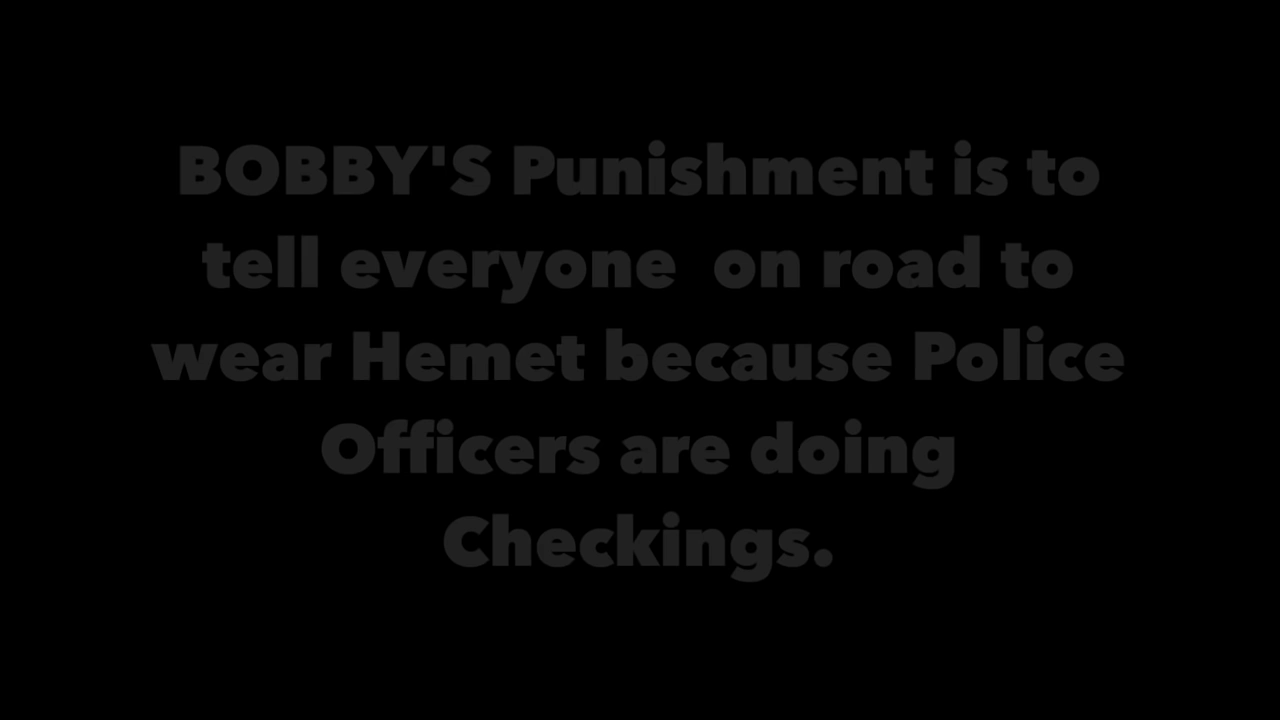 BOBBY'S Punishment is to
tell everyone  on road to
wear Hemet because Police
Officers are doing
Checkings.